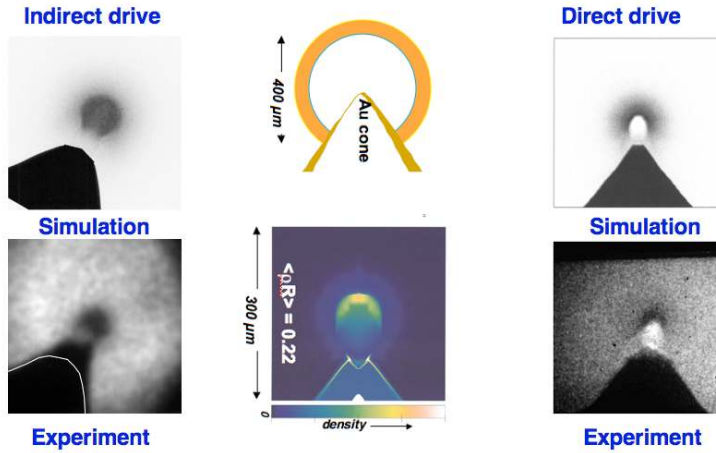 Indirect drive
Direct drive
400 µm
Au cone
Simulation
Simulation
300 µm
<ρR> = 0.22
0
density
Experiment
Experiment